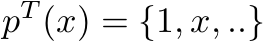 p^T(x) = {1, x, ..}